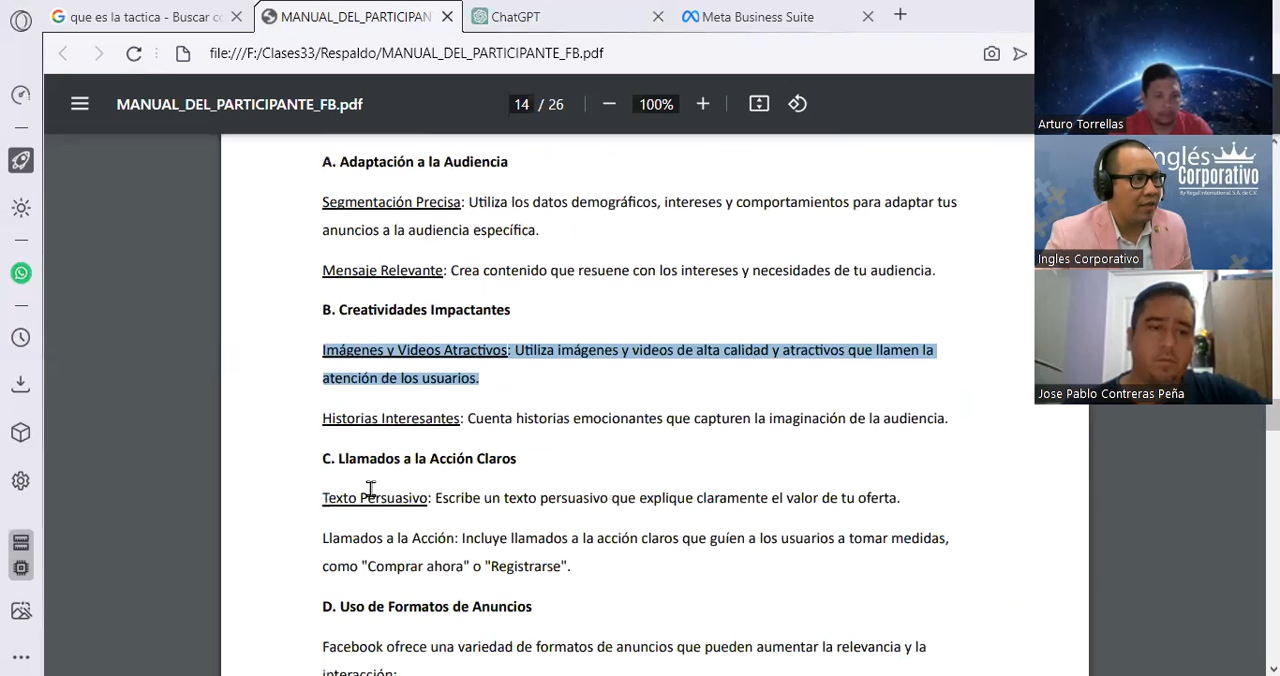 que es la tactica - Buscar co
MANUAL_DEL_PARTICIPAN
ChatGPT
Meta Business Suite
file:///F:/Clases33/Respaldo/MANUAL_DEL_PARTICIPANTE_FB.pdf
MANUAL_DEL_PARTICIPANTE_FB.pdf
14 / 26
100%
A. Adaptación a la Audiencia
Segmentación Precisa: Utiliza los datos demográficos, intereses y comportamientos para adaptar tus
anuncios a la audiencia específica.
Mensaje Relevante: Crea contenido que resuene con los intereses y necesidades de tu audiencia.
B. Creatividades Impactantes
Imágenes y Videos Atractivos: Utiliza imágenes y videos de alta calidad y atractivos que llamen la
atención de los usuarios.
Historias Interesantes: Cuenta historias emocionantes que capturen la imaginación de la audiencia.
C. Llamados a la Acción Claros
Texto Persuasivo: Escribe un texto persuasivo que explique claramente el valor de tu oferta.
Llamados a la Acción: Incluye llamados a la acción claros que guíen a los usuarios a tomar medidas,
como "Comprar ahora" o "Registrarse".
D. Uso de Formatos de Anuncios
Facebook ofrece una variedad de formatos de anuncios que pueden aumentar la relevancia y la
interacción:
Arturo Torrellas
inglés
Corporativo
By Regal International, S.A. de C.V.
Ingles Corporativo
Jose Pablo Contreras Peña